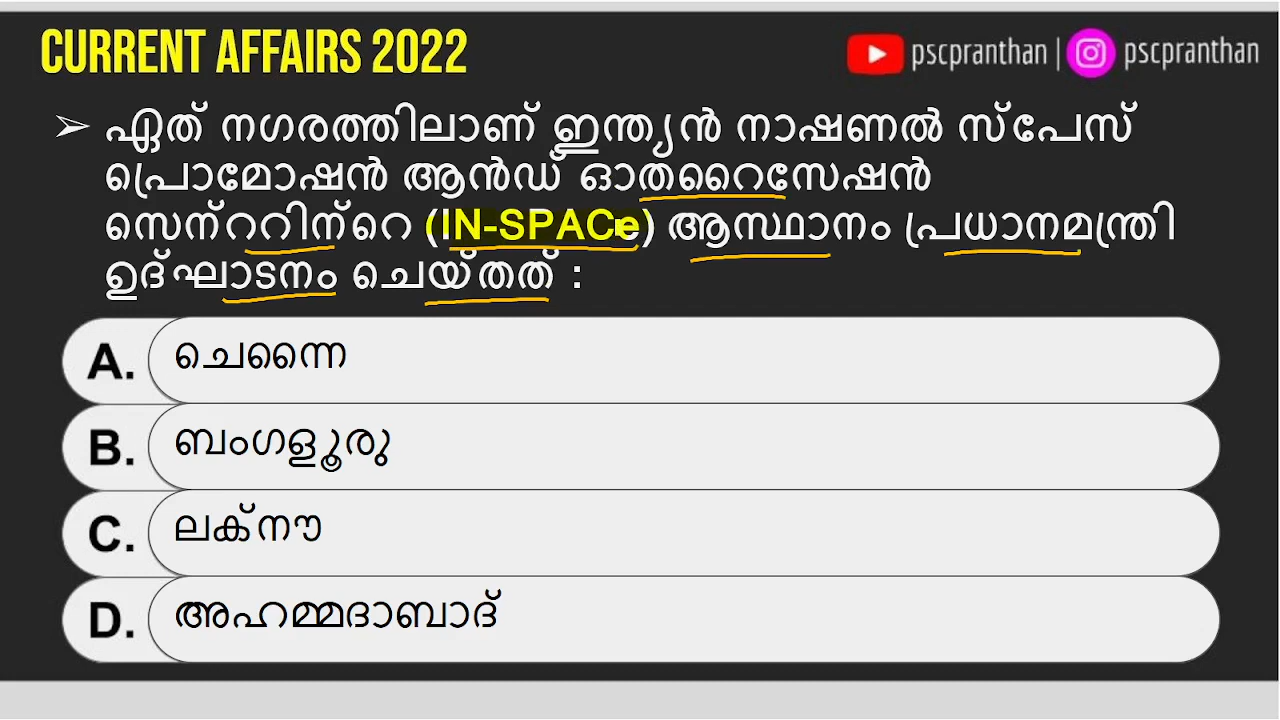 CURRENT AFFAIRS 2022
pscpranthan | pscpranthan
➢ ഏത് നഗരത്തിലാണ് ഇന്ത്യൻ നാഷണൽ സ്പേസ്
പ്രൊമോഷൻ ആൻഡ് ഓതറൈസേഷൻ
സെന്ററിന്റെ (IN-SPACe) ആസ്ഥാനം പ്രധാനമന്ത്രി
ഉദ്ഘാടനം ചെയ്തത് :
A. ചെന്നൈ
B. ബംഗളൂരു
C. ലക്നൗ
D. അഹമ്മദാബാദ്